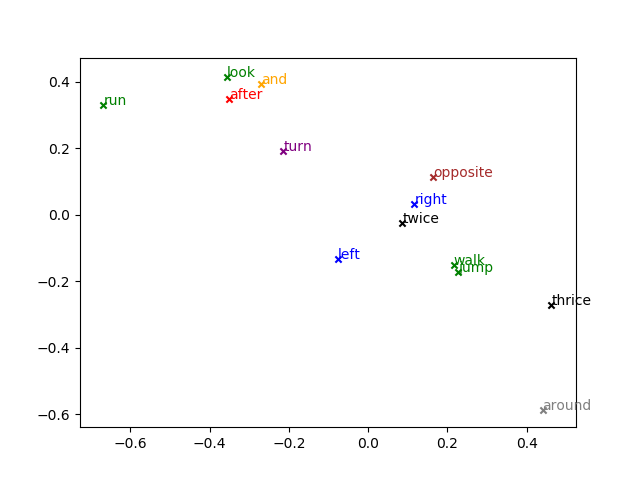 look
and
0.4
run
after
turn
0.2
opposite
right
0.0
twice
left
walk
−0.2
jump
thrice
−0.4
around
−0.6
−0.6 −0.4 −0.2 0.0 0.2 0.4